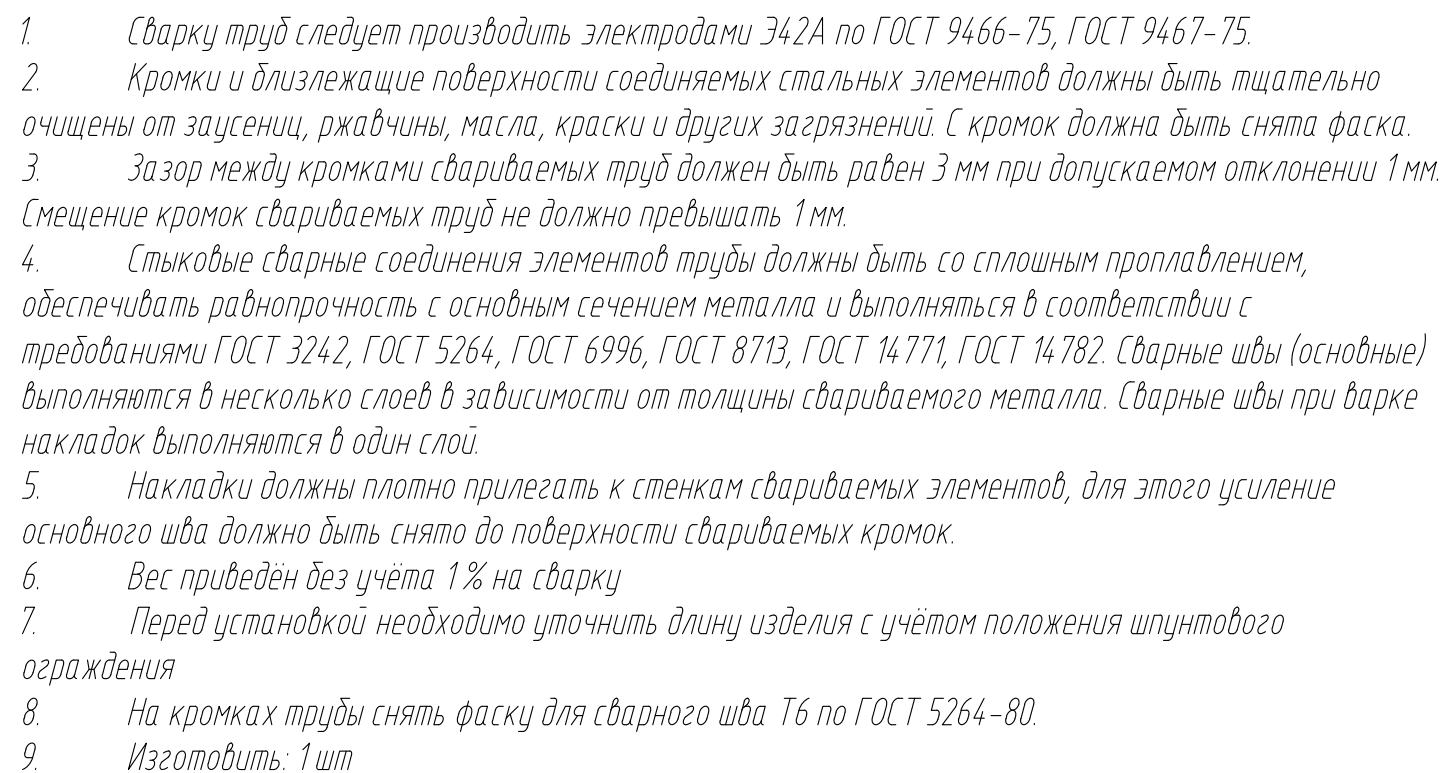 1. Сварку труб следует производить электродами Э42А по ГОСТ 9466-75, ГОСТ 9467-75.
2. Кромки и близлежащие поверхности соединяемых стальных элементов должны быть тщательно
очищены от заусениц, ржавчины, масла, краски и других загрязнений. С кромок должна быть снята фаска.
3. Зазор между кромками свариваемых труб должен быть равен 3 мм при допускаемом отклонении 1 мм.
Смещение кромок свариваемых труб не должно превышать 1 мм.
4. Стыковые сварные соединения элементов трубы должны быть со сплошным проплавлением,
обеспечивать равнопрочность с основным сечением металла и выполняться в соответствии с
требованиями ГОСТ 3242, ГОСТ 5264, ГОСТ 6996, ГОСТ 8713, ГОСТ 14771, ГОСТ 14782. Сварные швы (основные)
выполняются в несколько слоев в зависимости от толщины свариваемого металла. Сварные швы при варке
накладок выполняются в один слой.
5. Накладки должны плотно прилегать к стенкам свариваемых элементов, для этого усиление
основного шва должно быть снято до поверхности свариваемых кромок.
6. Вес приведён без учёта 1 % на сварку
7. Перед установкой необходимо уточнить длину изделия с учётом положения шпунтового
ограждения
8. На кромках трубы снять фаску для сварного шва Т6 по ГОСТ 5264-80.
9. Изготовить: 1 шт